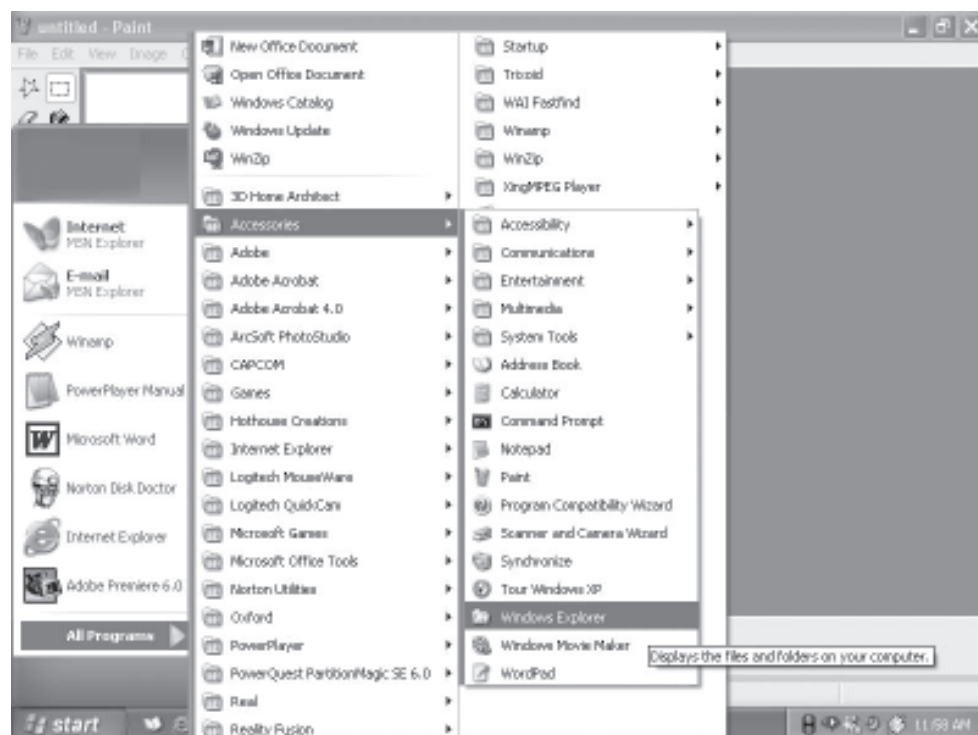 untitled - Paint
File Edit View Image
New Office Document
Open Office Document
Windows Catalog
Windows Update
WinZip
3D Home Architect
Accessories
Adobe
Adobe Acrobat
Adobe Acrobat 4.0
ArcSoft PhotoStudio
CAPCOM
Games
Hothouse Creations
Internet Explorer
Logitech MouseWare
Logitech QuickCam
Microsoft Games
Microsoft Office Tools
Norton Utilities
Oxford
PowerPlayer
PowerQuest PartitionMagic SE 6.0
Real
Reality Fusion
Startup
Trixoid
WAI Fastfind
Winamp
WinZip
XingMPEG Player
Accessibility
Communications
Entertainment
Multimedia
System Tools
Address Book
Calculator
Command Prompt
Notepad
Paint
Program Compatibility Wizard
Scanner and Camera Wizard
Synchronize
Tour Windows XP
Windows Explorer
Windows Movie Maker
WordPad
Displays the files and folders on your computer.
Internet
MSN Explorer
E-mail
MSN Explorer
Winamp
PowerPlayer Manual
Microsoft Word
Norton Disk Doctor
Internet Explorer
Adobe Premiere 6.0
All Programs
start
11:58 AM